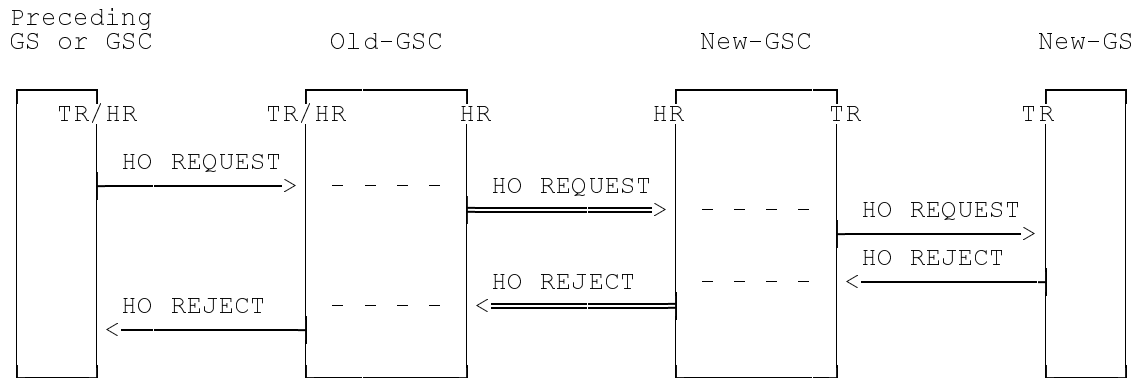 Preceding
GS or GSC Old-GSC New-GSC New-GS
TR/HR TR/HR HR HR TR TR
HO REQUEST
HO REQUEST
HO REQUEST
HO REJECT
HO REJECT
HO REJECT